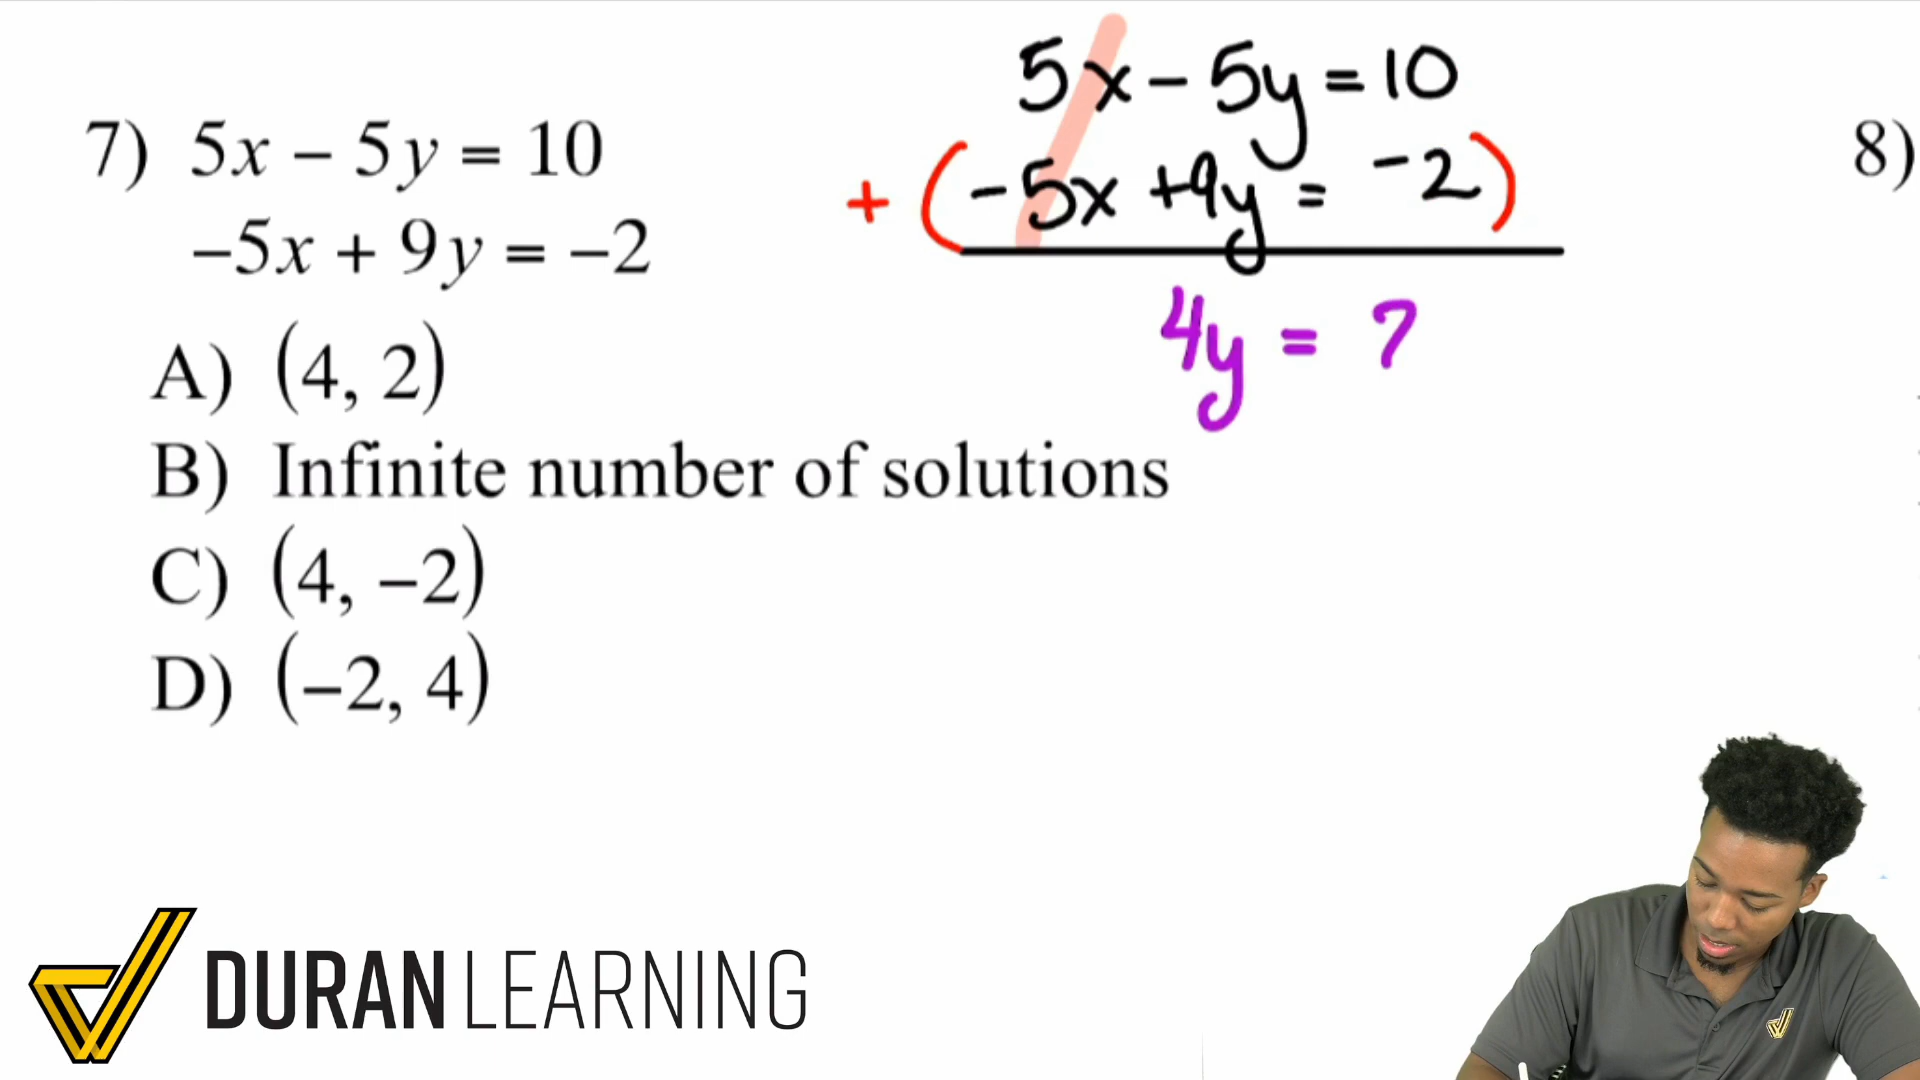 7) 5x – 5y = 10
–5x + 9y = –2
A) (4, 2)
B) Infinite number of solutions
C) (4, –2)
D) (–2, 4)
5x – 5y = 10
+ (–5x + 9y = –2)
4y = 7
8)
DURAN LEARNING